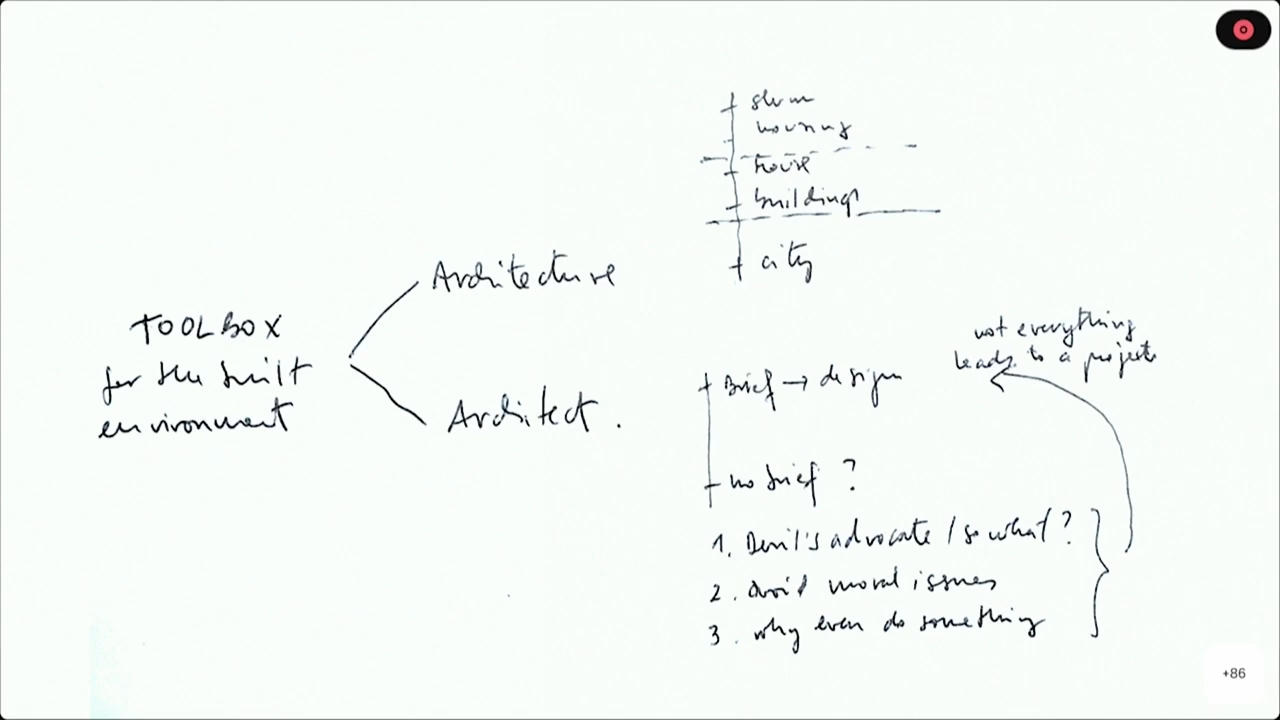 TOOLBOX
for the built
environment
Architecture
Architect.
slum
housing
house
buildings
city
Brief → design
not everything
leads to a project
no brief ?
1. Devil's advocate / so what ?
2. Avoid moral issues
3. why even do something
+86